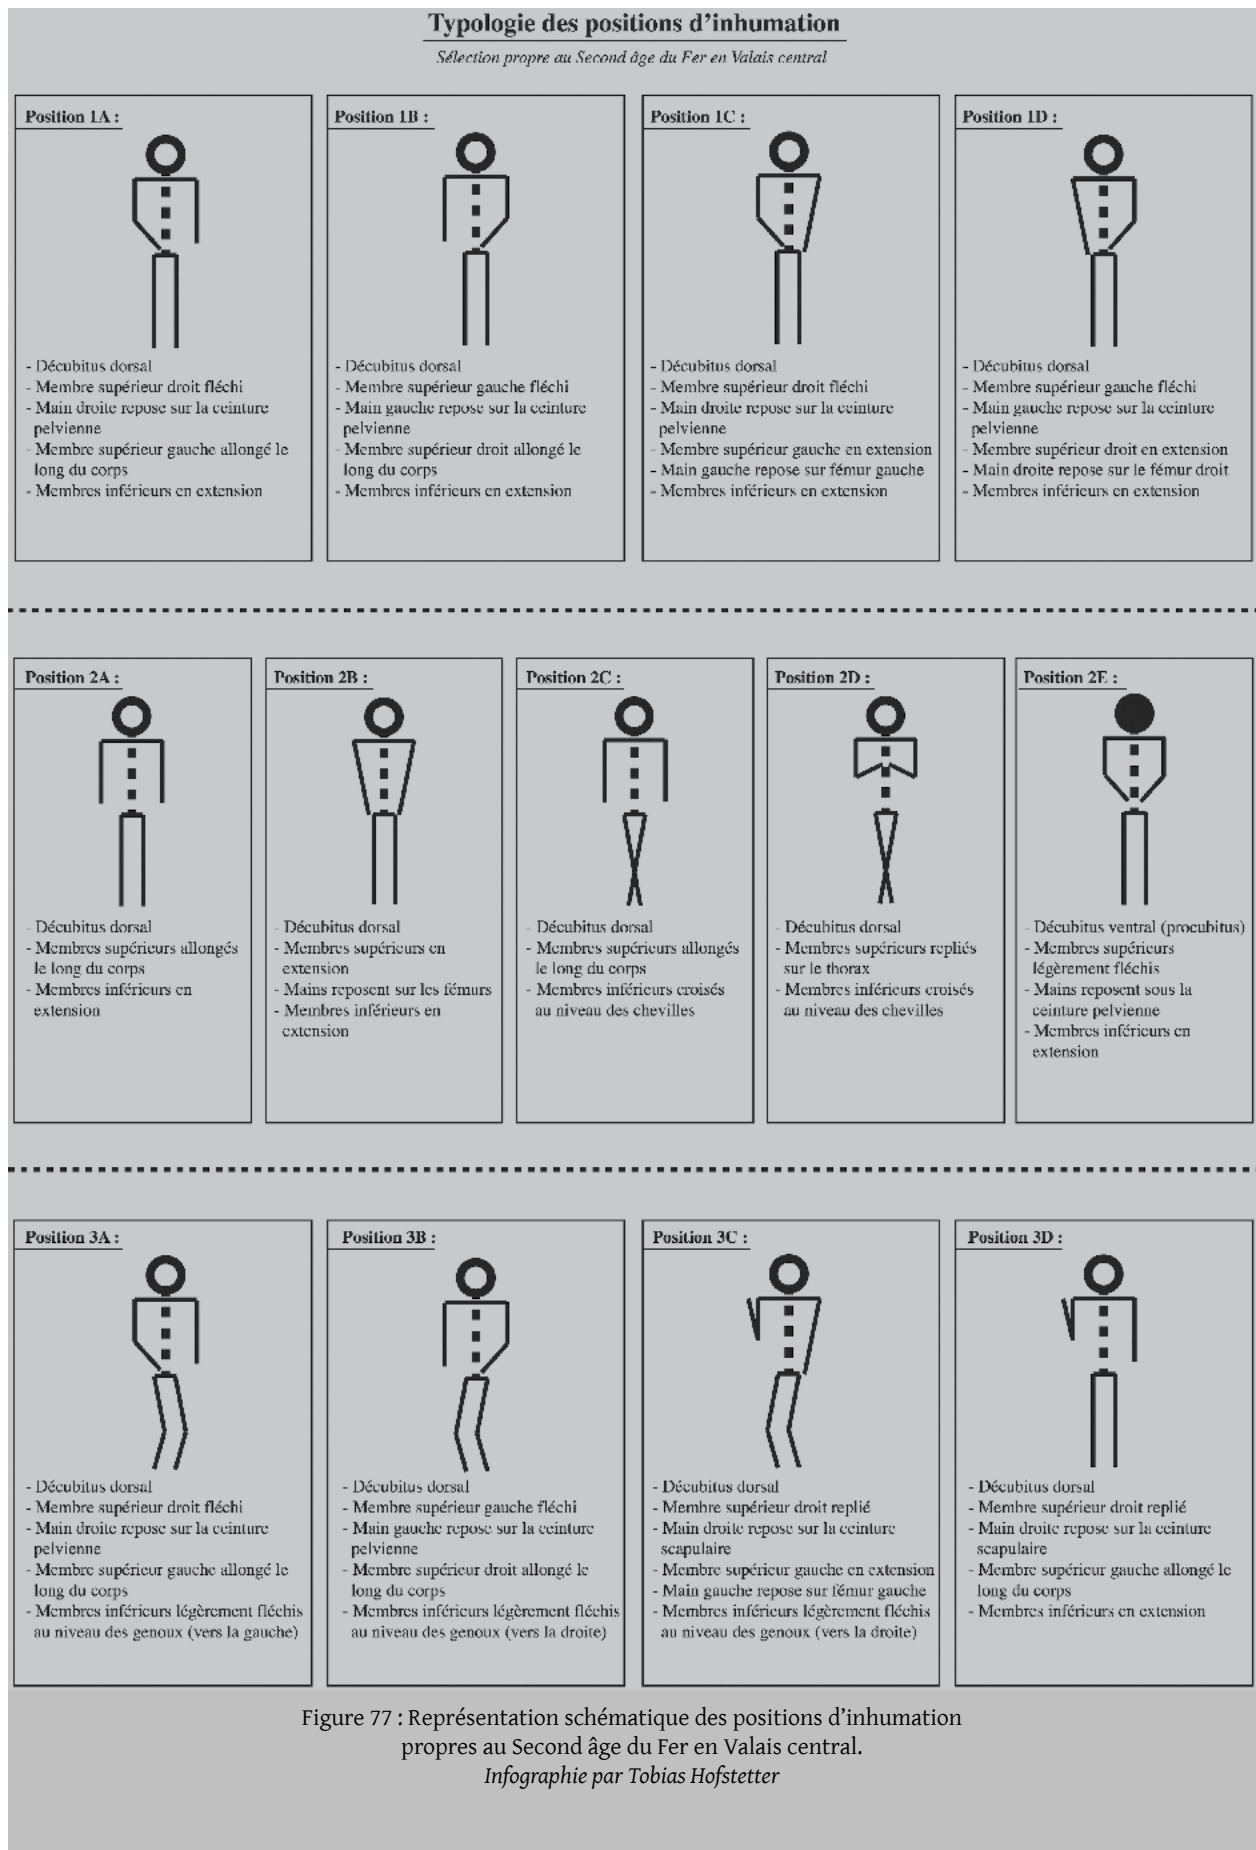 Typologie des positions d'inhumation
Sélection propre au Second âge du Fer en Valais central
Position 1A :
- Décubitus dorsal
- Membre supérieur droit fléchi
- Main droite repose sur la ceinture
pelvienne
- Membre supérieur gauche allongé le
long du corps
- Membres inférieurs en extension
Position 1B :
- Décubitus dorsal
- Membre supérieur gauche fléchi
- Main gauche repose sur la ceinture
pelvienne
- Membre supérieur droit allongé le
long du corps
- Membres inférieurs en extension
Position 1C :
- Décubitus dorsal
- Membre supérieur droit fléchi
- Main droite repose sur la ceinture
pelvienne
- Membre supérieur gauche en extension
- Main gauche repose sur fémur gauche
- Membres inférieurs en extension
Position 1D :
- Décubitus dorsal
- Membre supérieur gauche fléchi
- Main gauche repose sur la ceinture
pelvienne
- Membre supérieur droit en extension
- Main droite repose sur le fémur droit
- Membres inférieurs en extension
Position 2A :
- Décubitus dorsal
- Membres supérieurs allongés
le long du corps
- Membres inférieurs en
extension
Position 2B :
- Décubitus dorsal
- Membres supérieurs en
extension
- Mains reposent sur les fémurs
- Membres inférieurs en
extension
Position 2C :
- Décubitus dorsal
- Membres supérieurs allongés
le long du corps
- Membres inférieurs croisés
au niveau des chevilles
Position 2D :
- Décubitus dorsal
- Membres supérieurs repliés
sur le thorax
- Membres inférieurs croisés
au niveau des chevilles
Position 2E :
- Décubitus ventral (procubitus)
- Membres supérieurs
légèrement fléchis
- Mains reposent sous la
ceinture pelvienne
- Membres inférieurs en
extension
Position 3A :
- Décubitus dorsal
- Membre supérieur droit fléchi
- Main droite repose sur la ceinture
pelvienne
- Membre supérieur gauche allongé le
long du corps
- Membres inférieurs légèrement fléchis
au niveau des genoux (vers la gauche)
Position 3B :
- Décubitus dorsal
- Membre supérieur gauche fléchi
- Main gauche repose sur la ceinture
pelvienne
- Membre supérieur droit allongé le
long du corps
- Membres inférieurs légèrement fléchis
au niveau des genoux (vers la droite)
Position 3C :
- Décubitus dorsal
- Membre supérieur droit replié
- Main droite repose sur la ceinture
scapulaire
- Membre supérieur gauche en extension
- Main gauche repose sur fémur gauche
- Membres inférieurs légèrement fléchis
au niveau des genoux (vers la droite)
Position 3D :
- Décubitus dorsal
- Membre supérieur droit replié
- Main droite repose sur la ceinture
scapulaire
- Membre supérieur gauche allongé le
long du corps
- Membres inférieurs en extension
Figure 77 : Représentation schématique des positions d'inhumation
propres au Second âge du Fer en Valais central.
Infographie par Tobias Hofstetter